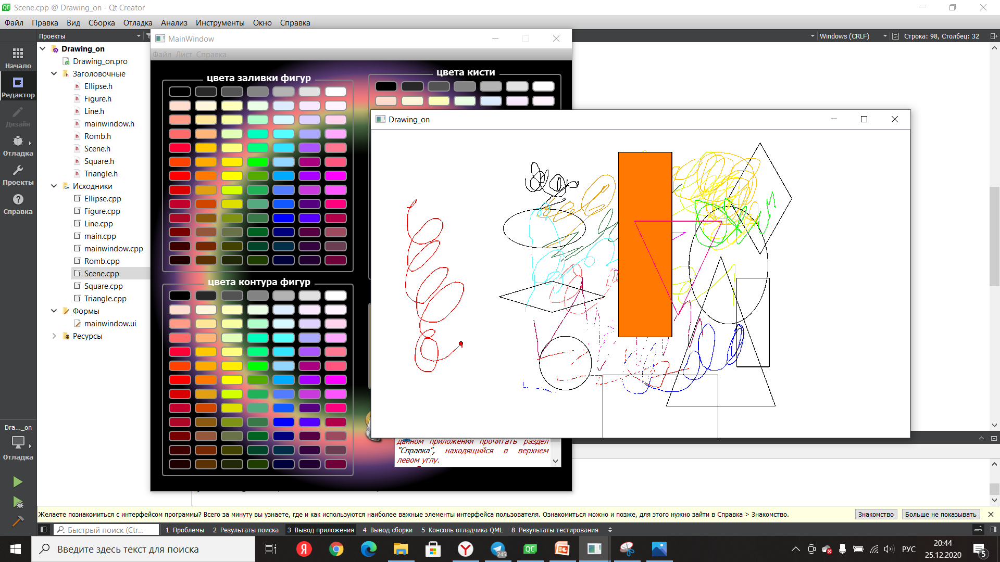 Scene.cpp @ Drawing_on - Qt Creator
Файл Правка Вид Сборка Отладка Анализ Инструменты Окно Справка
Проекты
Windows (CRLF)
Строка: 98, Столбец: 32
Начало
Редактор
Дизайн
Отладка
Проекты
Справка
Dra..._on
Отладка
Drawing_on
Drawing_on.pro
Заголовочные
Ellipse.h
Figure.h
Line.h
mainwindow.h
Romb.h
Scene.h
Square.h
Triangle.h
Исходники
Ellipse.cpp
Figure.cpp
Line.cpp
main.cpp
mainwindow.cpp
Romb.cpp
Scene.cpp
Square.cpp
Triangle.cpp
Формы
mainwindow.ui
Ресурсы
MainWindow
Файл Лист Справка
цвета заливки фигур
цвета кисти
цвета контура фигур
Drawing_on
данном приложении прочитать раздел
"Справка", находящийся в верхнем
левом углу.
Желаете познакомиться с интерфейсом программы? Всего за минуту вы узнаете, где и как используются наиболее важные элементы интерфейса пользователя. Ознакомиться можно и позже, для этого нужно зайти в Справка > Знакомство.
Знакомство
Больше не показывать
Быстрый поиск (Ctr...
1 Проблемы
2 Результаты поиска
3 Вывод приложения
4 Вывод сборки
5 Консоль отладчика QML
8 Результаты тестирования
Введите здесь текст для поиска
245
РУС
20:44
25.12.2020
5